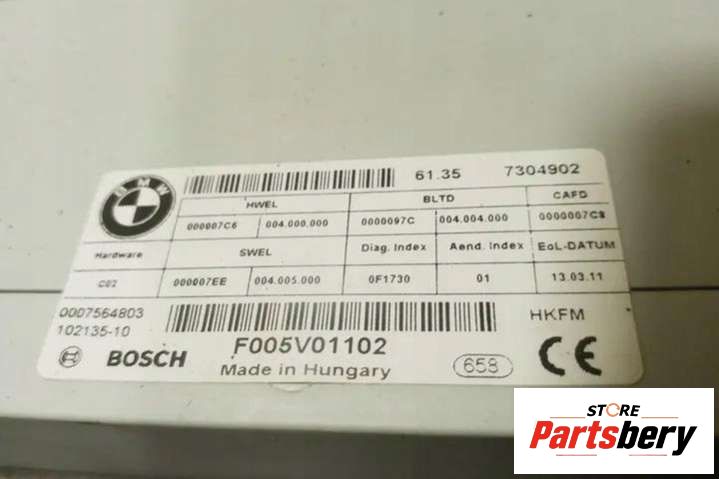 BMW
61.35 7304902
HWEL BLTD CAFD
000007C6 004.000.000 0000097C 004.004.000 0000007C8
Hardware SWEL Diag. Index Aend. Index EoL-DATUM
C02 000007EE 004.005.000 0F1730 01 13.03.11
0007564803 HKFM
102135-10
BOSCH F005V01102
Made in Hungary 658 CE
STORE
Partsbery